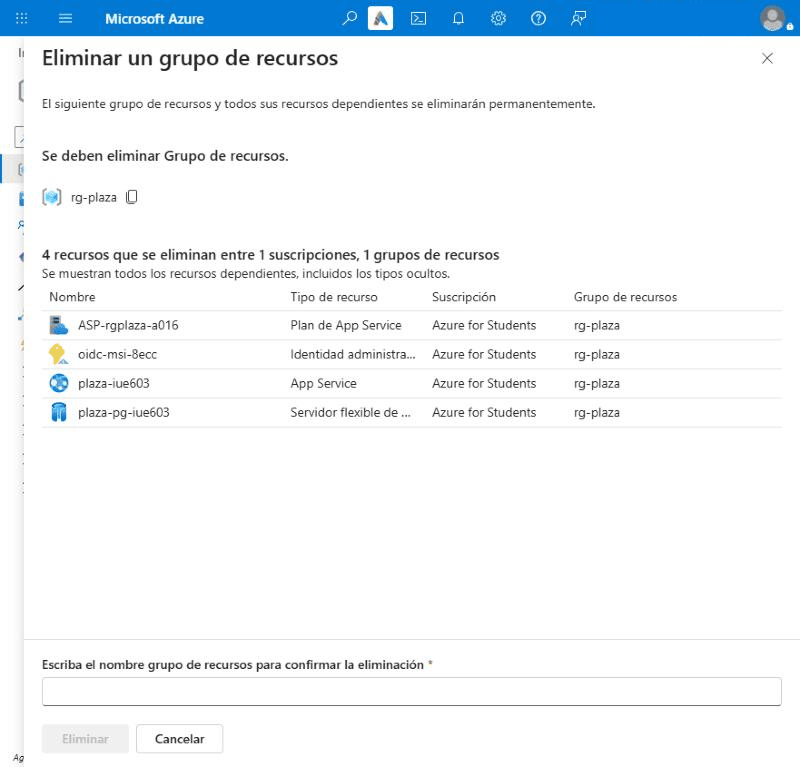 Microsoft Azure
Eliminar un grupo de recursos
El siguiente grupo de recursos y todos sus recursos dependientes se eliminarán permanentemente.
Se deben eliminar Grupo de recursos.
rg-plaza
4 recursos que se eliminan entre 1 suscripciones, 1 grupos de recursos
Se muestran todos los recursos dependientes, incluidos los tipos ocultos.
Nombre Tipo de recurso Suscripción Grupo de recursos
ASP-rgplaza-a016 Plan de App Service Azure for Students rg-plaza
oidc-msi-8ecc Identidad administra... Azure for Students rg-plaza
plaza-iue603 App Service Azure for Students rg-plaza
plaza-pg-iue603 Servidor flexible de ... Azure for Students rg-plaza
Escriba el nombre grupo de recursos para confirmar la eliminación *
Eliminar Cancelar
Ag